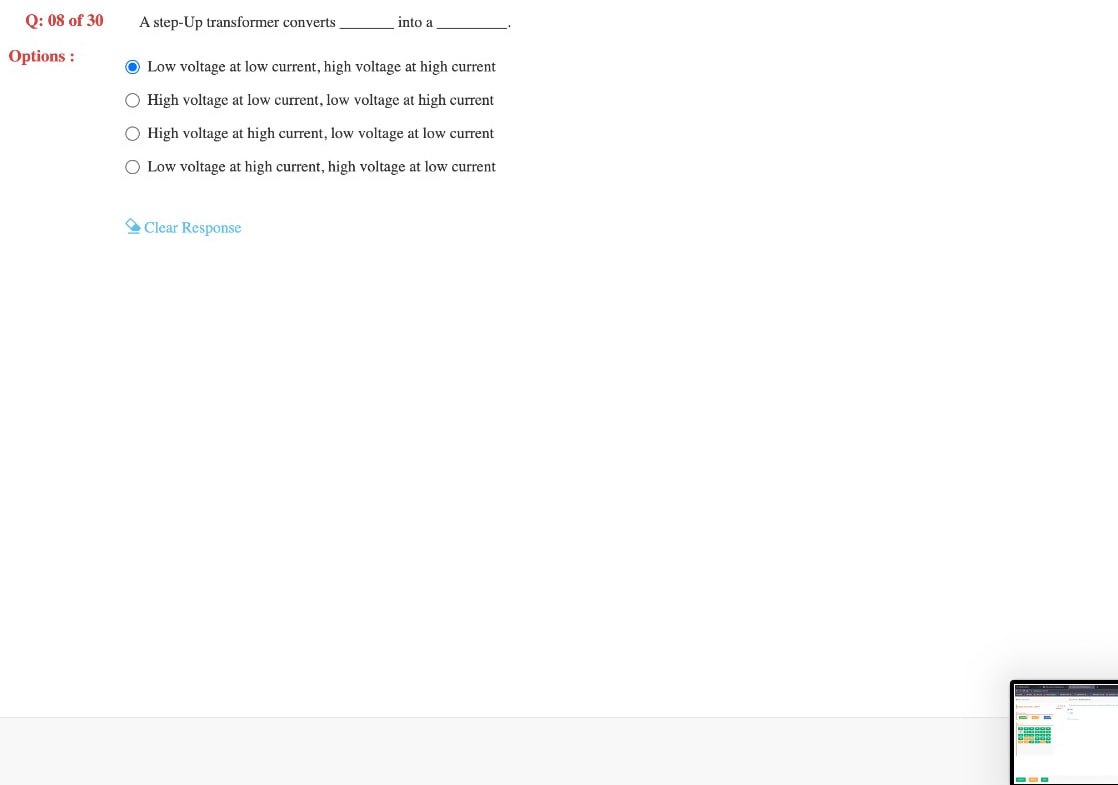 Q: 08 of 30 A step-Up transformer converts _______ into a _________.
Options :
Low voltage at low current, high voltage at high current
High voltage at low current, low voltage at high current
High voltage at high current, low voltage at low current
Low voltage at high current, high voltage at low current
Clear Response